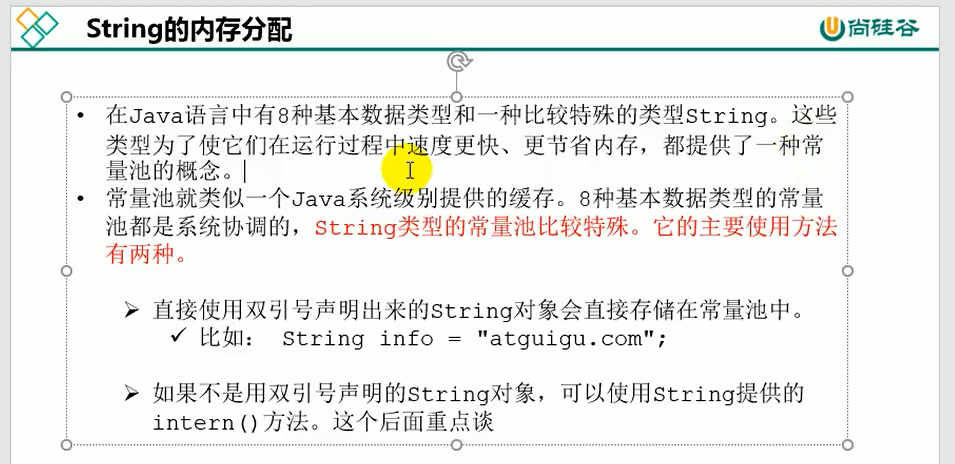 String的内存分配
尚硅谷
• 在Java语言中有8种基本数据类型和一种比较特殊的类型String。这些
类型为了使它们在运行过程中速度更快、更节省内存，都提供了一种常
量池的概念。
• 常量池就类似一个Java系统级别提供的缓存。8种基本数据类型的常量
池都是系统协调的，String类型的常量池比较特殊。它的主要使用方法
有两种。
➢ 直接使用双引号声明出来的String对象会直接存储在常量池中。
✓ 比如： String info = "atguigu.com";
➢ 如果不是用双引号声明的String对象，可以使用String提供的
intern()方法。这个后面重点谈